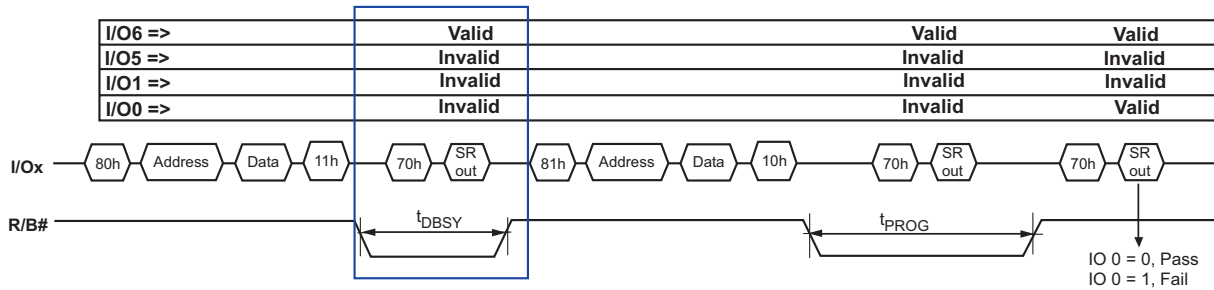 I/O6 => Valid Valid Valid
I/O5 => Invalid Invalid Invalid
I/O1 => Invalid Invalid Invalid
I/O0 => Invalid Invalid Valid
I/Ox 80h Address Data 11h 70h SR out 81h Address Data 10h 70h SR out 70h SR out
R/B# tDBSY tPROG
IO 0 = 0, Pass
IO 0 = 1, Fail